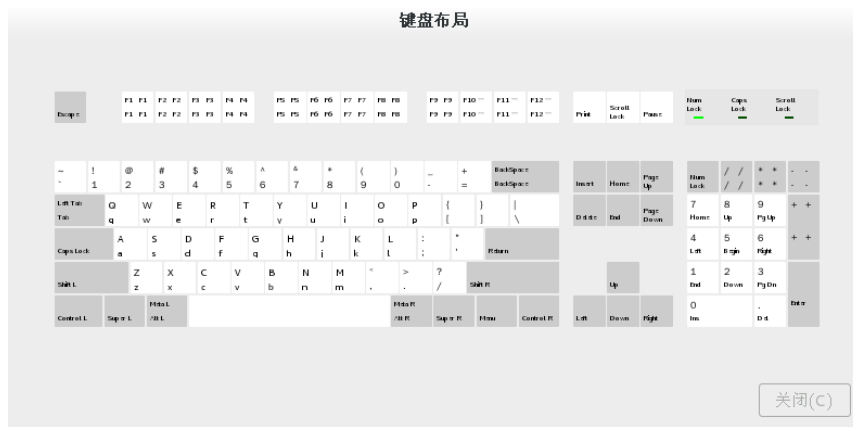 键盘布局
Escape F1 F1 F2 F2 F3 F3 F4 F4 F5 F5 F6 F6 F7 F7 F8 F8 F9 F9 F10 F11 F12 Print Scroll Lock Pause Num Lock Caps Lock Scroll Lock
F1 F1 F2 F2 F3 F3 F4 F4 F5 F5 F6 F6 F7 F7 F8 F8 F9 F9 F10 F11 F12
~ ! @ # $ % ^ & * ( ) _ + BackSpace Insert Home Page Up Num Lock / / * * - -
` 1 2 3 4 5 6 7 8 9 0 - = BackSpace / / * * - -
Left Tab Q W E R T Y U I O P { } | Delete End Page Down 7 8 9 + +
Tab q w e r t y u i o p [ ] \ Home Up Pg Up
Caps Lock A S D F G H J K L : " Return 4 5 6 + +
a s d f g h j k l ; ' Left Begin Right
Shift L Z X C V B N M < > ? Shift R Up 1 2 3 Enter
z x c v b n m , . / End Down Pg Dn
Control L Super L Meta L Meta R Super R Menu Control R Left Down Right 0 .
Alt L Alt R Ins Del
关闭(C)